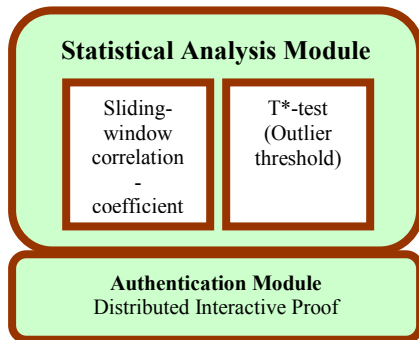 Statistical Analysis Module
Sliding-
window
correlation
-
coefficient
T*-test
(Outlier
threshold)
Authentication Module
Distributed Interactive Proof